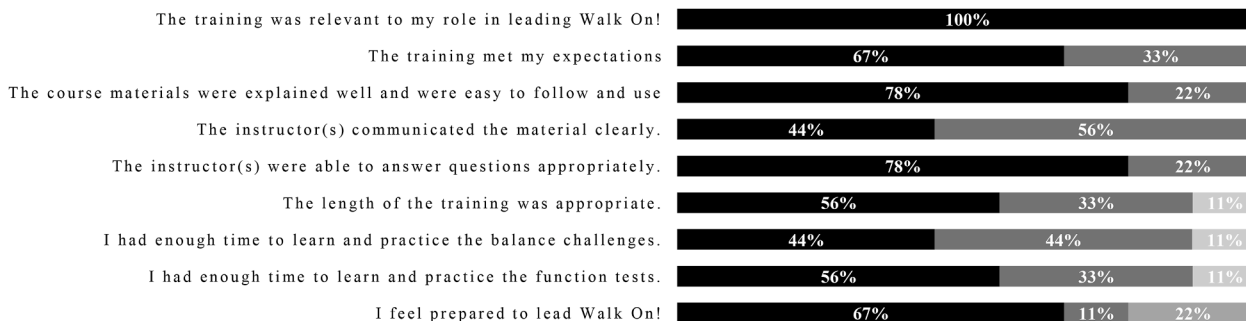 The training was relevant to my role in leading Walk On! 100%
The training met my expectations 67% 33%
The course materials were explained well and were easy to follow and use 78% 22%
The instructor(s) communicated the material clearly. 44% 56%
The instructor(s) were able to answer questions appropriately. 78% 22%
The length of the training was appropriate. 56% 33% 11%
I had enough time to learn and practice the balance challenges. 44% 44% 11%
I had enough time to learn and practice the function tests. 56% 33% 11%
I feel prepared to lead Walk On! 67% 11% 22%